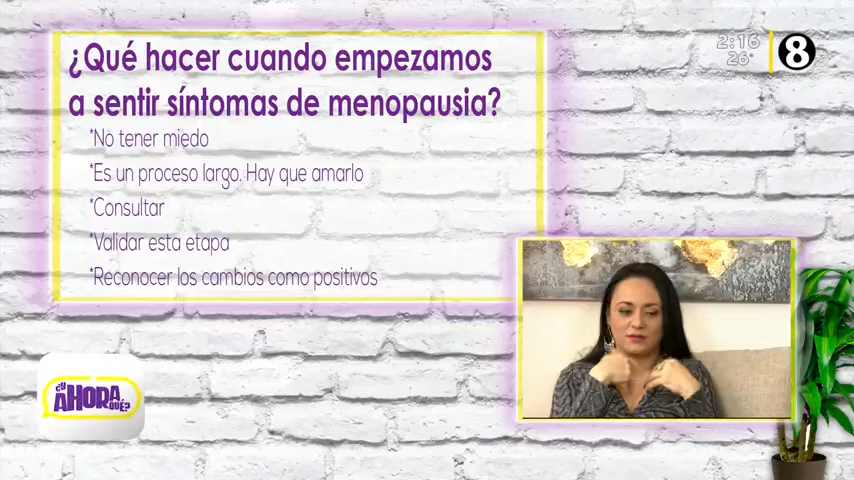 ¿Qué hacer cuando empezamos
a sentir síntomas de menopausia?
*No tener miedo
*Es un proceso largo. Hay que amarlo
*Consultar
*Validar esta etapa
*Reconocer los cambios como positivos
2:16
26°
8
¿Y
AHORA
QUÉ?